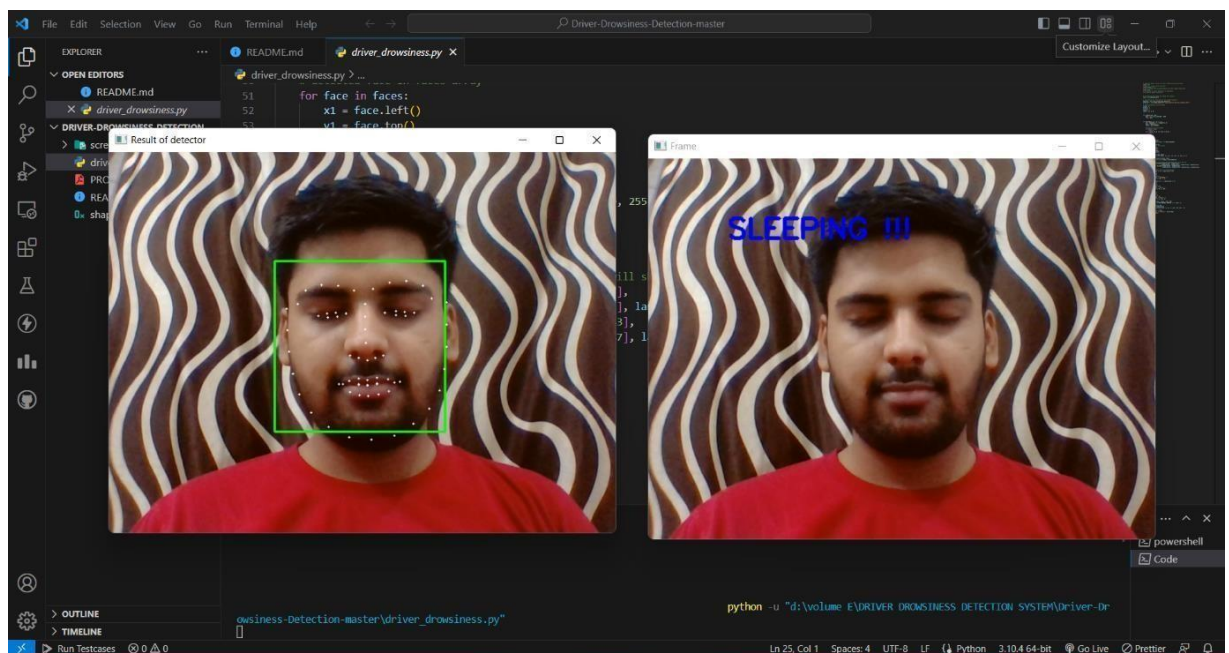 File Edit Selection View Go Run Terminal Help
Driver-Drowsiness-Detection-master
Customize Layout...
EXPLORER
OPEN EDITORS
README.md
driver_drowsiness.py
DRIVER-DROWSINESS-DETECTION
README.md
driver_drowsiness.py
driver_drowsiness.py > ...
51 for face in faces:
52 x1 = face.left()
53 y1 = face.top()
Result of detector
Frame
SLEEPING !!!
, 255
powershell
Code
python -u "d:\volume E\DRIVER DROWSINESS DETECTION SYSTEM\Driver-Dr
owsiness-Detection-master\driver_drowsiness.py"
OUTLINE
TIMELINE
Run Testcases 0 0
Ln 25, Col 1 Spaces: 4 UTF-8 LF Python 3.10.4 64-bit Go Live Prettier